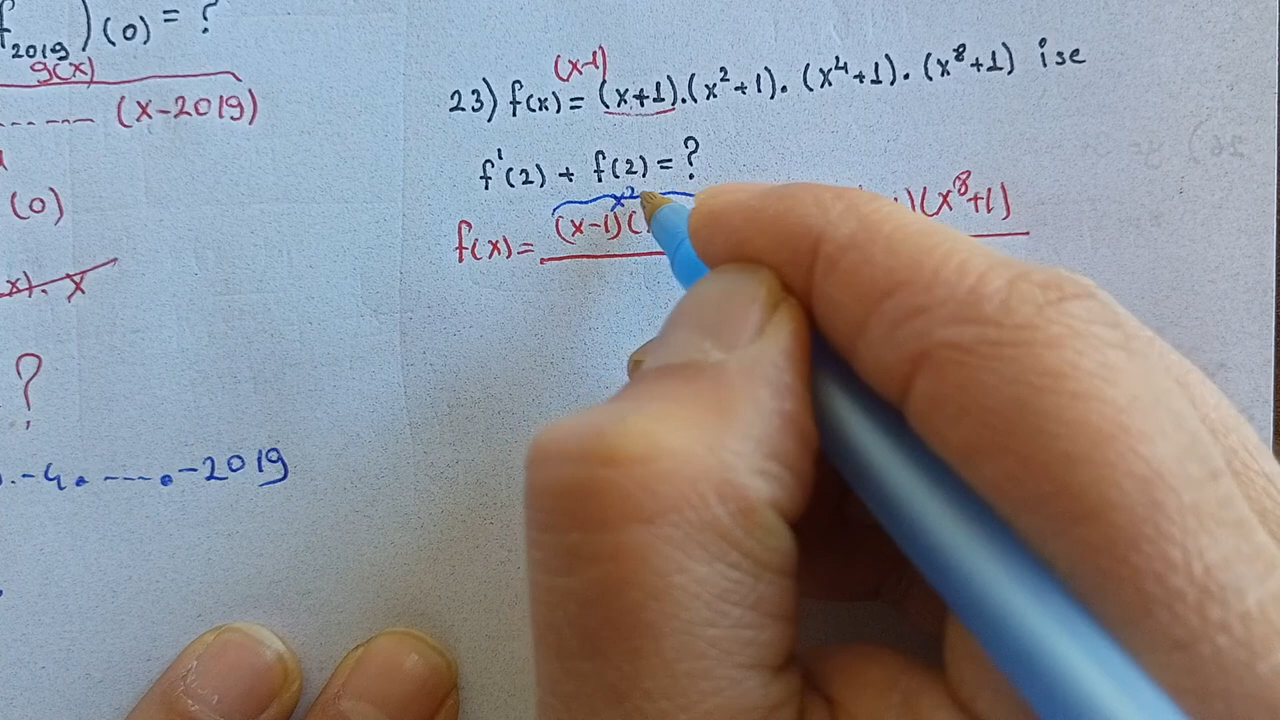 f₂₀₁₉)(0) = ?
g(x)
------ (x-2019)
(0)
x). x
?
.-4.----.-2019
(x-1)
23) f(x) = (x+1).(x²+1). (x⁴+1). (x⁸+1) ise
f'(2) + f(2) = ?
x²
f(x) = (x-1)( )(x⁸+1)
26)